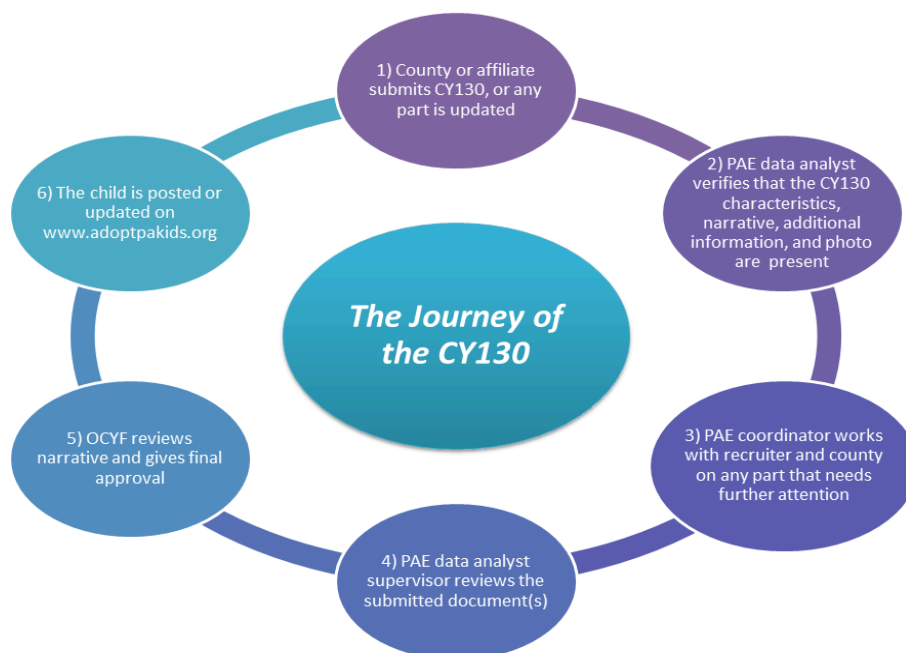 1) County or affiliate
submits CY130, or any
part is updated
2) PAE data analyst
verifies that the CY130
characteristics,
narrative, additional
information, and photo
are present
3) PAE coordinator works
with recruiter and county
on any part that needs
further attention
4) PAE data analyst
supervisor reviews the
submitted document(s)
5) OCYF reviews
narrative and gives final
approval
6) The child is posted or
updated on
www.adoptpakids.org
The Journey of
the CY130